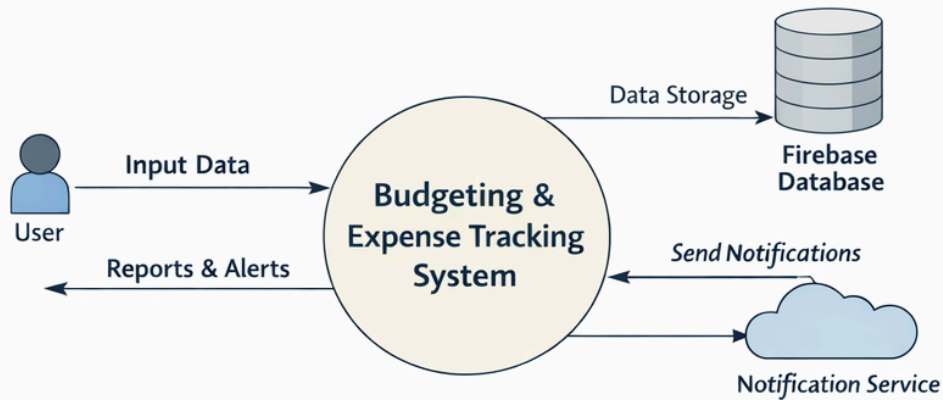 Data Storage
Firebase
Database
Input Data
User
Budgeting &
Expense Tracking
System
Reports & Alerts
Send Notifications
Notification Service